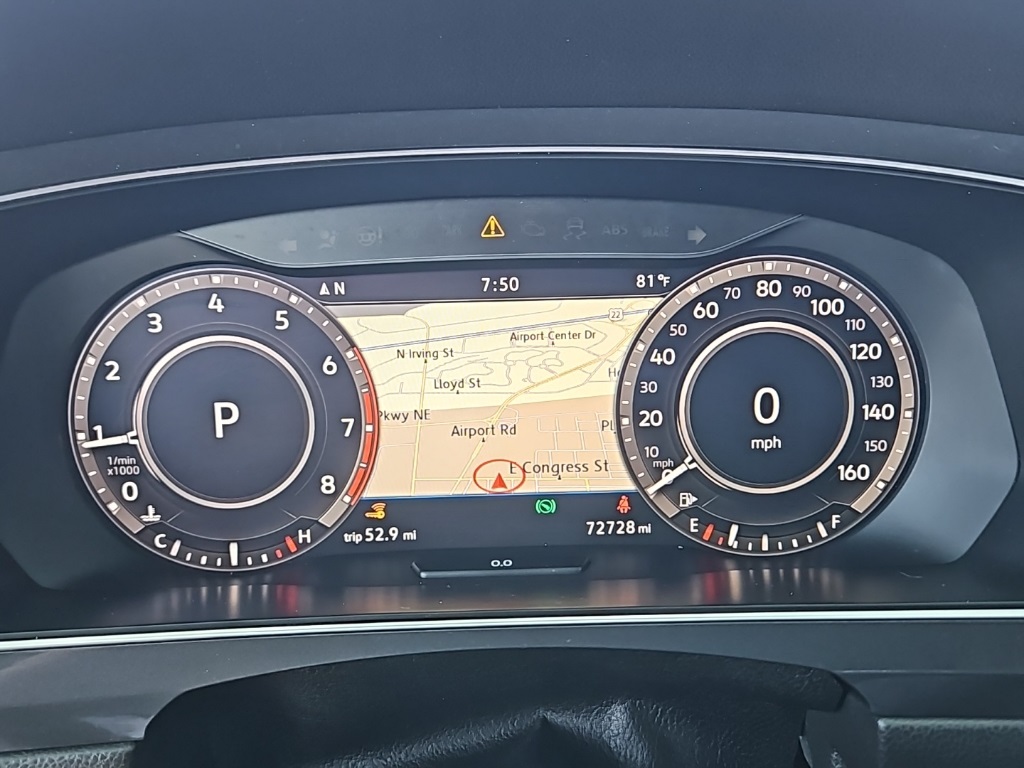 N 7:50 81°F
0 1 2 3 4 5 6 7 8
1/min
x1000
P
C H
22
Airport Center Dr
N Irving St
Lloyd St
Pkwy NE
Airport Rd
Pl
E Congress St
trip 52.9 mi
72728 mi
0.0
0 10 20 30 40 50 60 70 80 90 100 110 120 130 140 150 160
mph
0
mph
E F
ABS